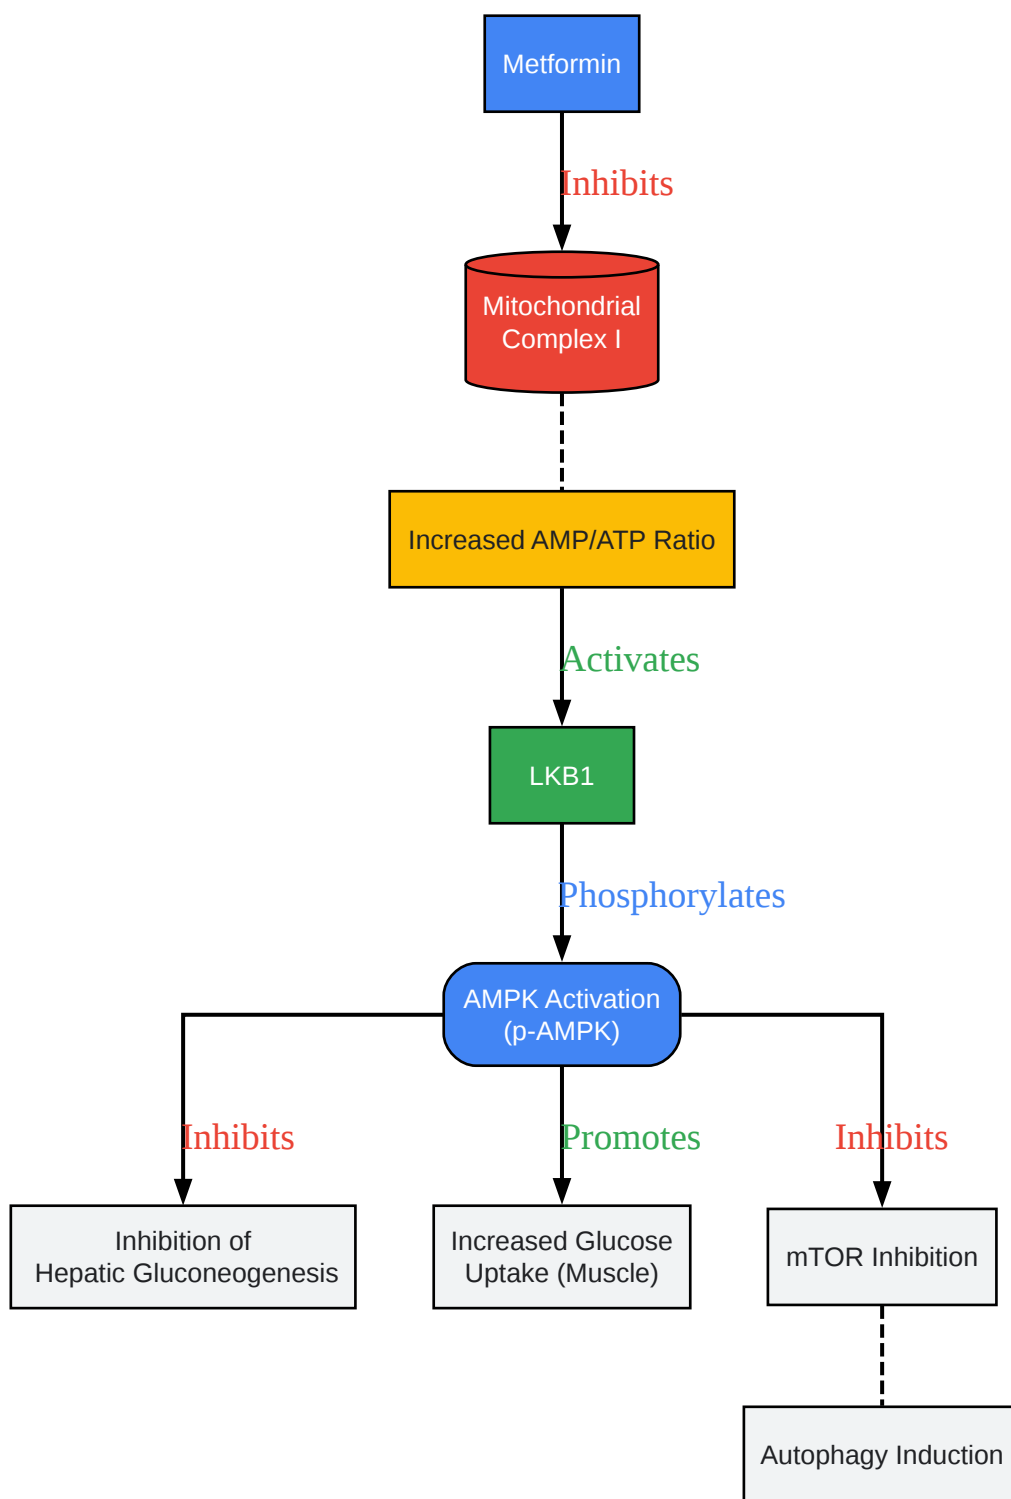 Metformin
Inhibits
Mitochondrial
Complex I
Increased AMP/ATP Ratio
Activates
LKB1
Phosphorylates
AMPK Activation
(p-AMPK)
Inhibits
Promotes
Inhibits
Inhibition of
Hepatic Gluconeogenesis
Increased Glucose
Uptake (Muscle)
mTOR Inhibition
Autophagy Induction